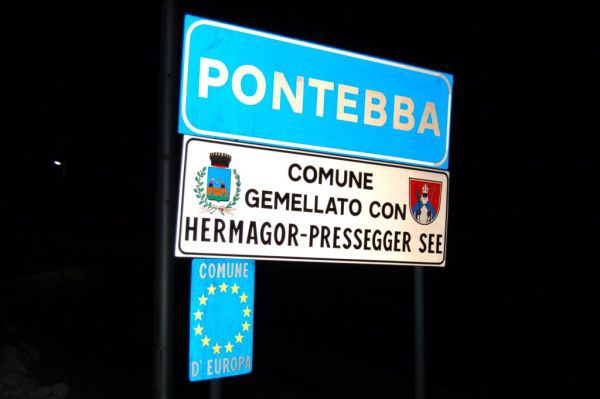 PONTEBBA
COMUNE
GEMELLATO CON
HERMAGOR-PRESSEGGER SEE
COMUNE
D'EUROPA